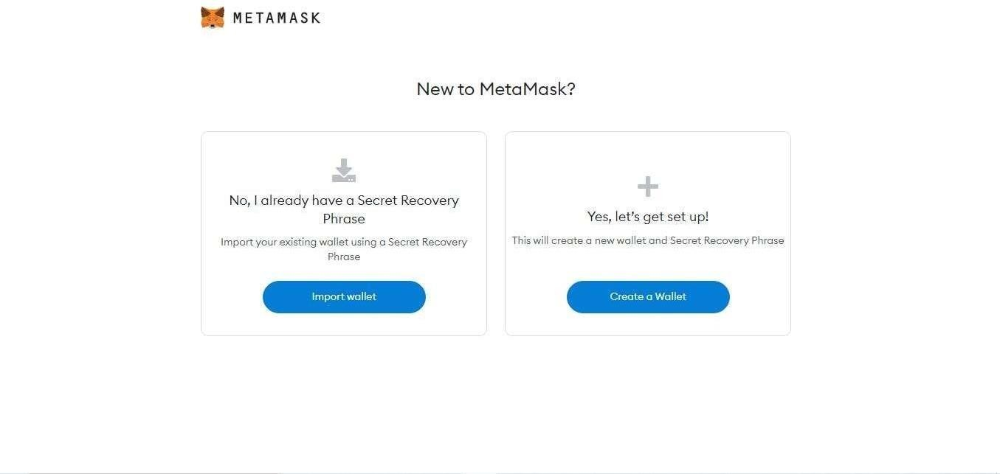 METAMASK
New to MetaMask?
No, I already have a Secret Recovery
Phrase
Import your existing wallet using a Secret Recovery
Phrase
Import wallet
Yes, let’s get set up!
This will create a new wallet and Secret Recovery Phrase
Create a Wallet